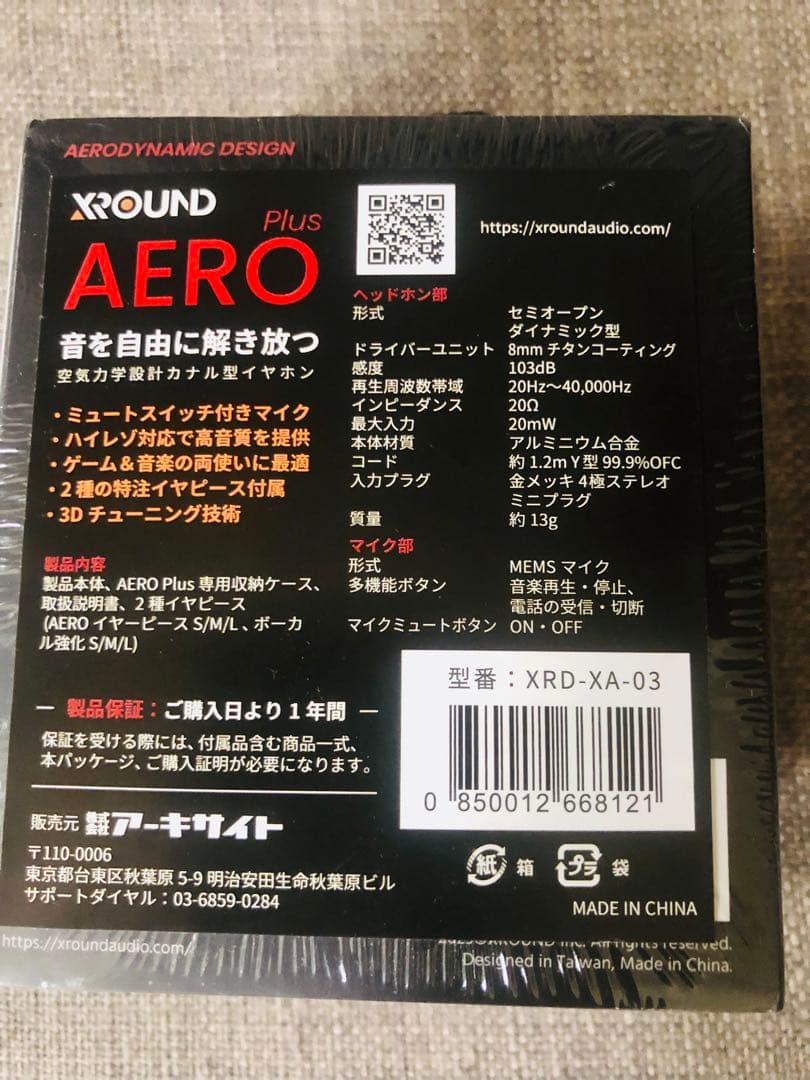 AERODYNAMIC DESIGN
XROUND
Plus
AERO
音を自由に解き放つ
空気力学設計カナル型イヤホン
・ミュートスイッチ付きマイク
・ハイレゾ対応で高音質を提供
・ゲーム&音楽の両使いに最適
・2種の特注イヤピース付属
・3Dチューニング技術
製品内容
製品本体、AERO Plus 専用収納ケース、
取扱説明書、2種イヤピース
(AERO イヤーピース S/M/L 、ボーカ
ル強化 S/M/L)
https://xroundaudio.com/
ヘッドホン部
形式 セミオープン
ダイナミック型
ドライバーユニット 8mm チタンコーティング
感度 103dB
再生周波数帯域 20Hz〜40,000Hz
インピーダンス 20Ω
最大入力 20mW
本体材質 アルミニウム合金
コード 約 1.2m Y 型 99.9%OFC
入力プラグ 金メッキ 4極ステレオ
ミニプラグ
質量 約 13g
マイク部
形式 MEMS マイク
多機能ボタン 音楽再生・停止、
電話の受信・切断
マイクミュートボタン ON・OFF
― 製品保証：ご購入日より 1 年間 ―
保証を受ける際には、付属品含む商品一式、
本パッケージ、ご購入証明が必要になります。
販売元 株式会社アーキサイト
〒110-0006
東京都台東区秋葉原 5-9 明治安田生命秋葉原ビル
サポートダイヤル：03-6859-0284
型番：XRD-XA-03
0 850012 668121
紙 箱 プラ 袋
MADE IN CHINA
https://xroundaudio.com/
2023©XROUND Inc. All rights reserved.
Designed in Taiwan, Made in China.